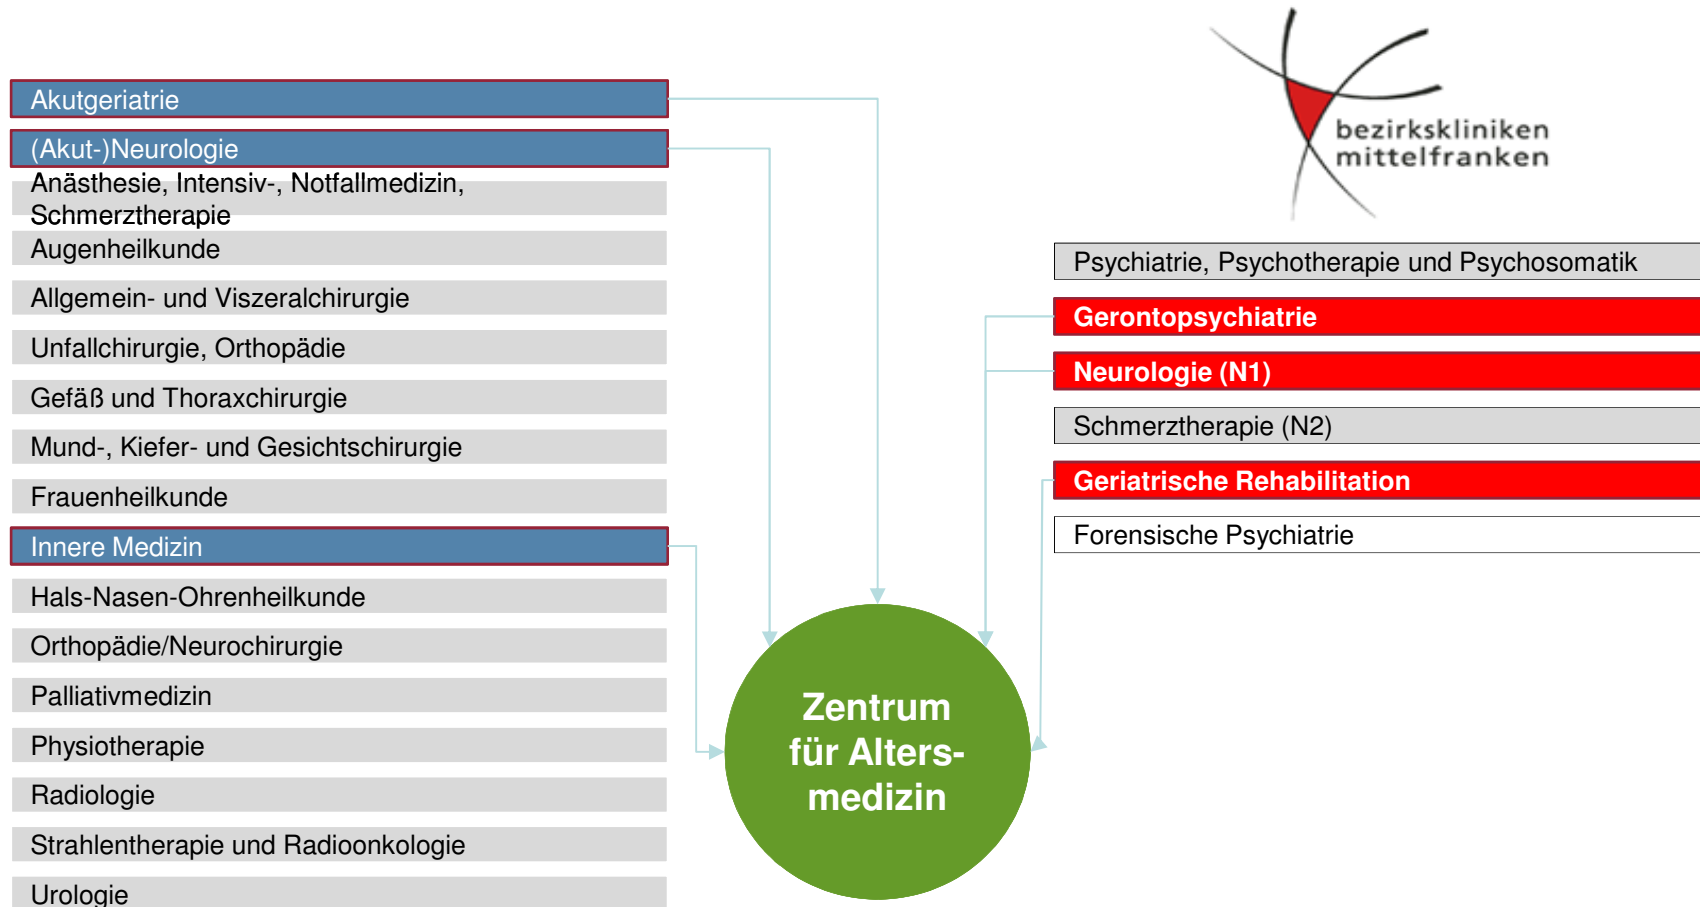 Akutgeriatrie
(Akut-)Neurologie
Anästhesie, Intensiv-, Notfallmedizin,
Schmerztherapie
Augenheilkunde
Allgemein- und Viszeralchirurgie
Unfallchirurgie, Orthopädie
Gefäß und Thoraxchirurgie
Mund-, Kiefer- und Gesichtschirurgie
Frauenheilkunde
Innere Medizin
Hals-Nasen-Ohrenheilkunde
Orthopädie/Neurochirurgie
Palliativmedizin
Physiotherapie
Radiologie
Strahlentherapie und Radioonkologie
Urologie
Zentrum
für Alters-
medizin
bezirkskliniken
mittelfranken
Psychiatrie, Psychotherapie und Psychosomatik
Gerontopsychiatrie
Neurologie (N1)
Schmerztherapie (N2)
Geriatrische Rehabilitation
Forensische Psychiatrie